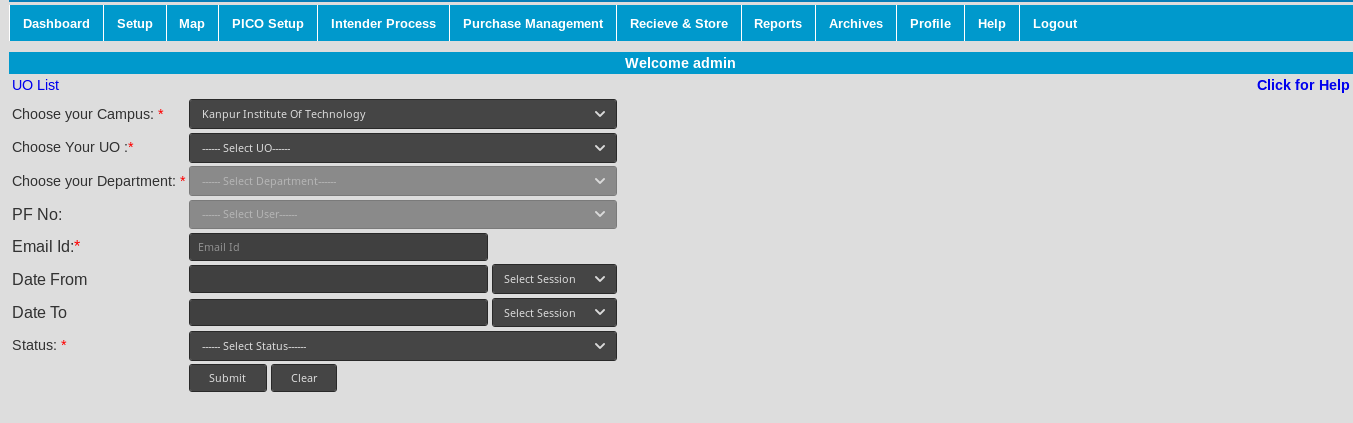 Dashboard Setup Map PICO Setup Intender Process Purchase Management Recieve & Store Reports Archives Profile Help Logout
Welcome admin
UO List Click for Help
Choose your Campus: * Kanpur Institute Of Technology
Choose Your UO :* ------ Select UO------
Choose your Department: * ------ Select Department------
PF No: ------ Select User------
Email Id:* Email Id
Date From Select Session
Date To Select Session
Status: * ------ Select Status------
Submit Clear